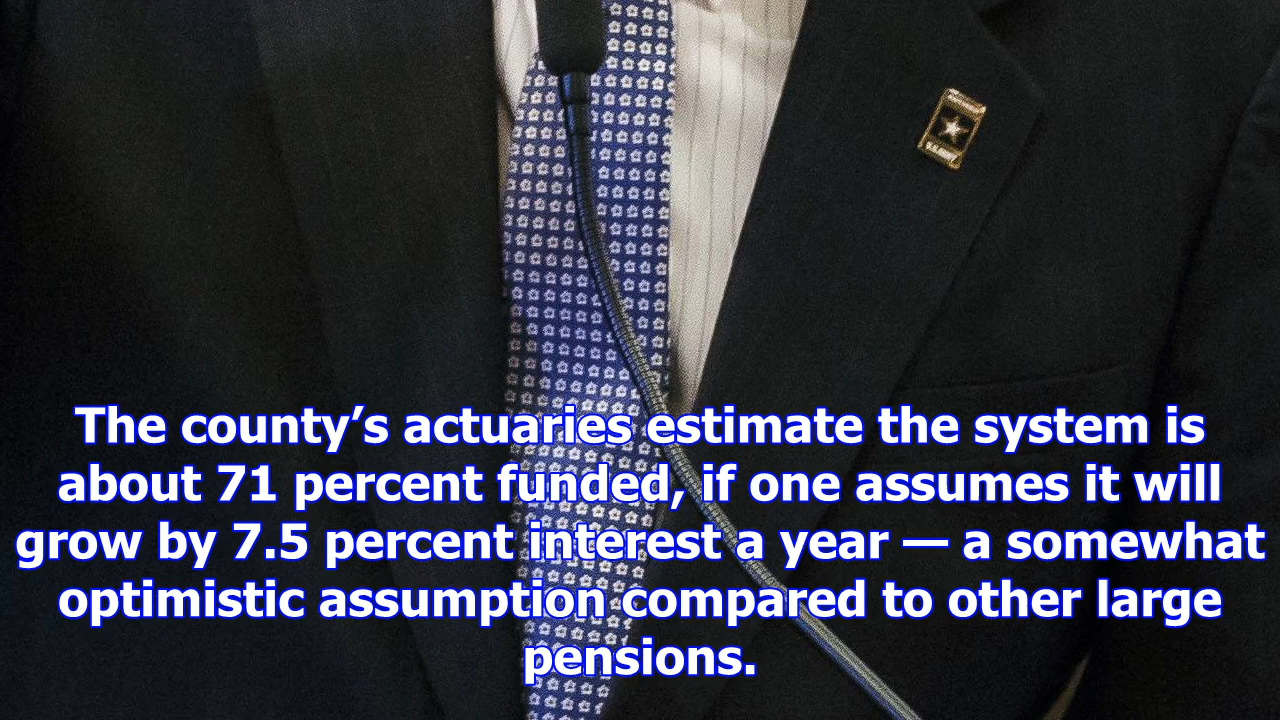 U.S. ARMY
The county’s actuaries estimate the system is
about 71 percent funded, if one assumes it will
grow by 7.5 percent interest a year — a somewhat
optimistic assumption compared to other large
pensions.